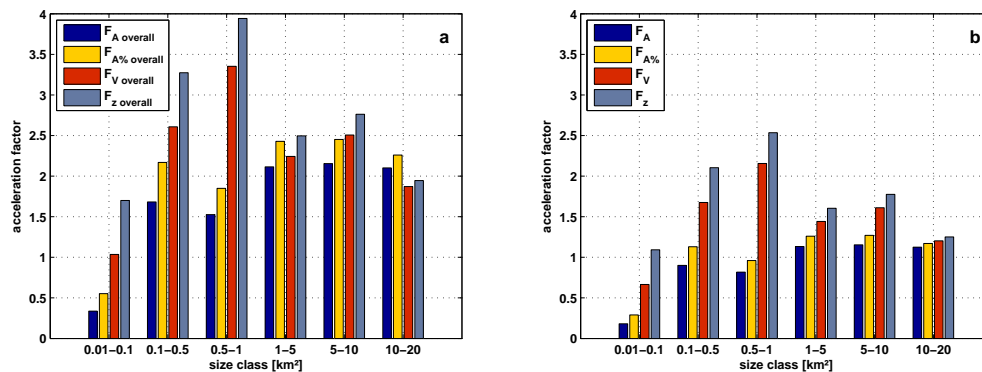 a
F_A overall
F_A% overall
F_V overall
F_z overall
4
3.5
3
2.5
2
1.5
1
0.5
0
acceleration factor
0.01–0.1 0.1–0.5 0.5–1 1–5 5–10 10–20
size class [km²]
b
F_A
F_A%
F_V
F_z
4
3.5
3
2.5
2
1.5
1
0.5
0
acceleration factor
0.01–0.1 0.1–0.5 0.5–1 1–5 5–10 10–20
size class [km²]